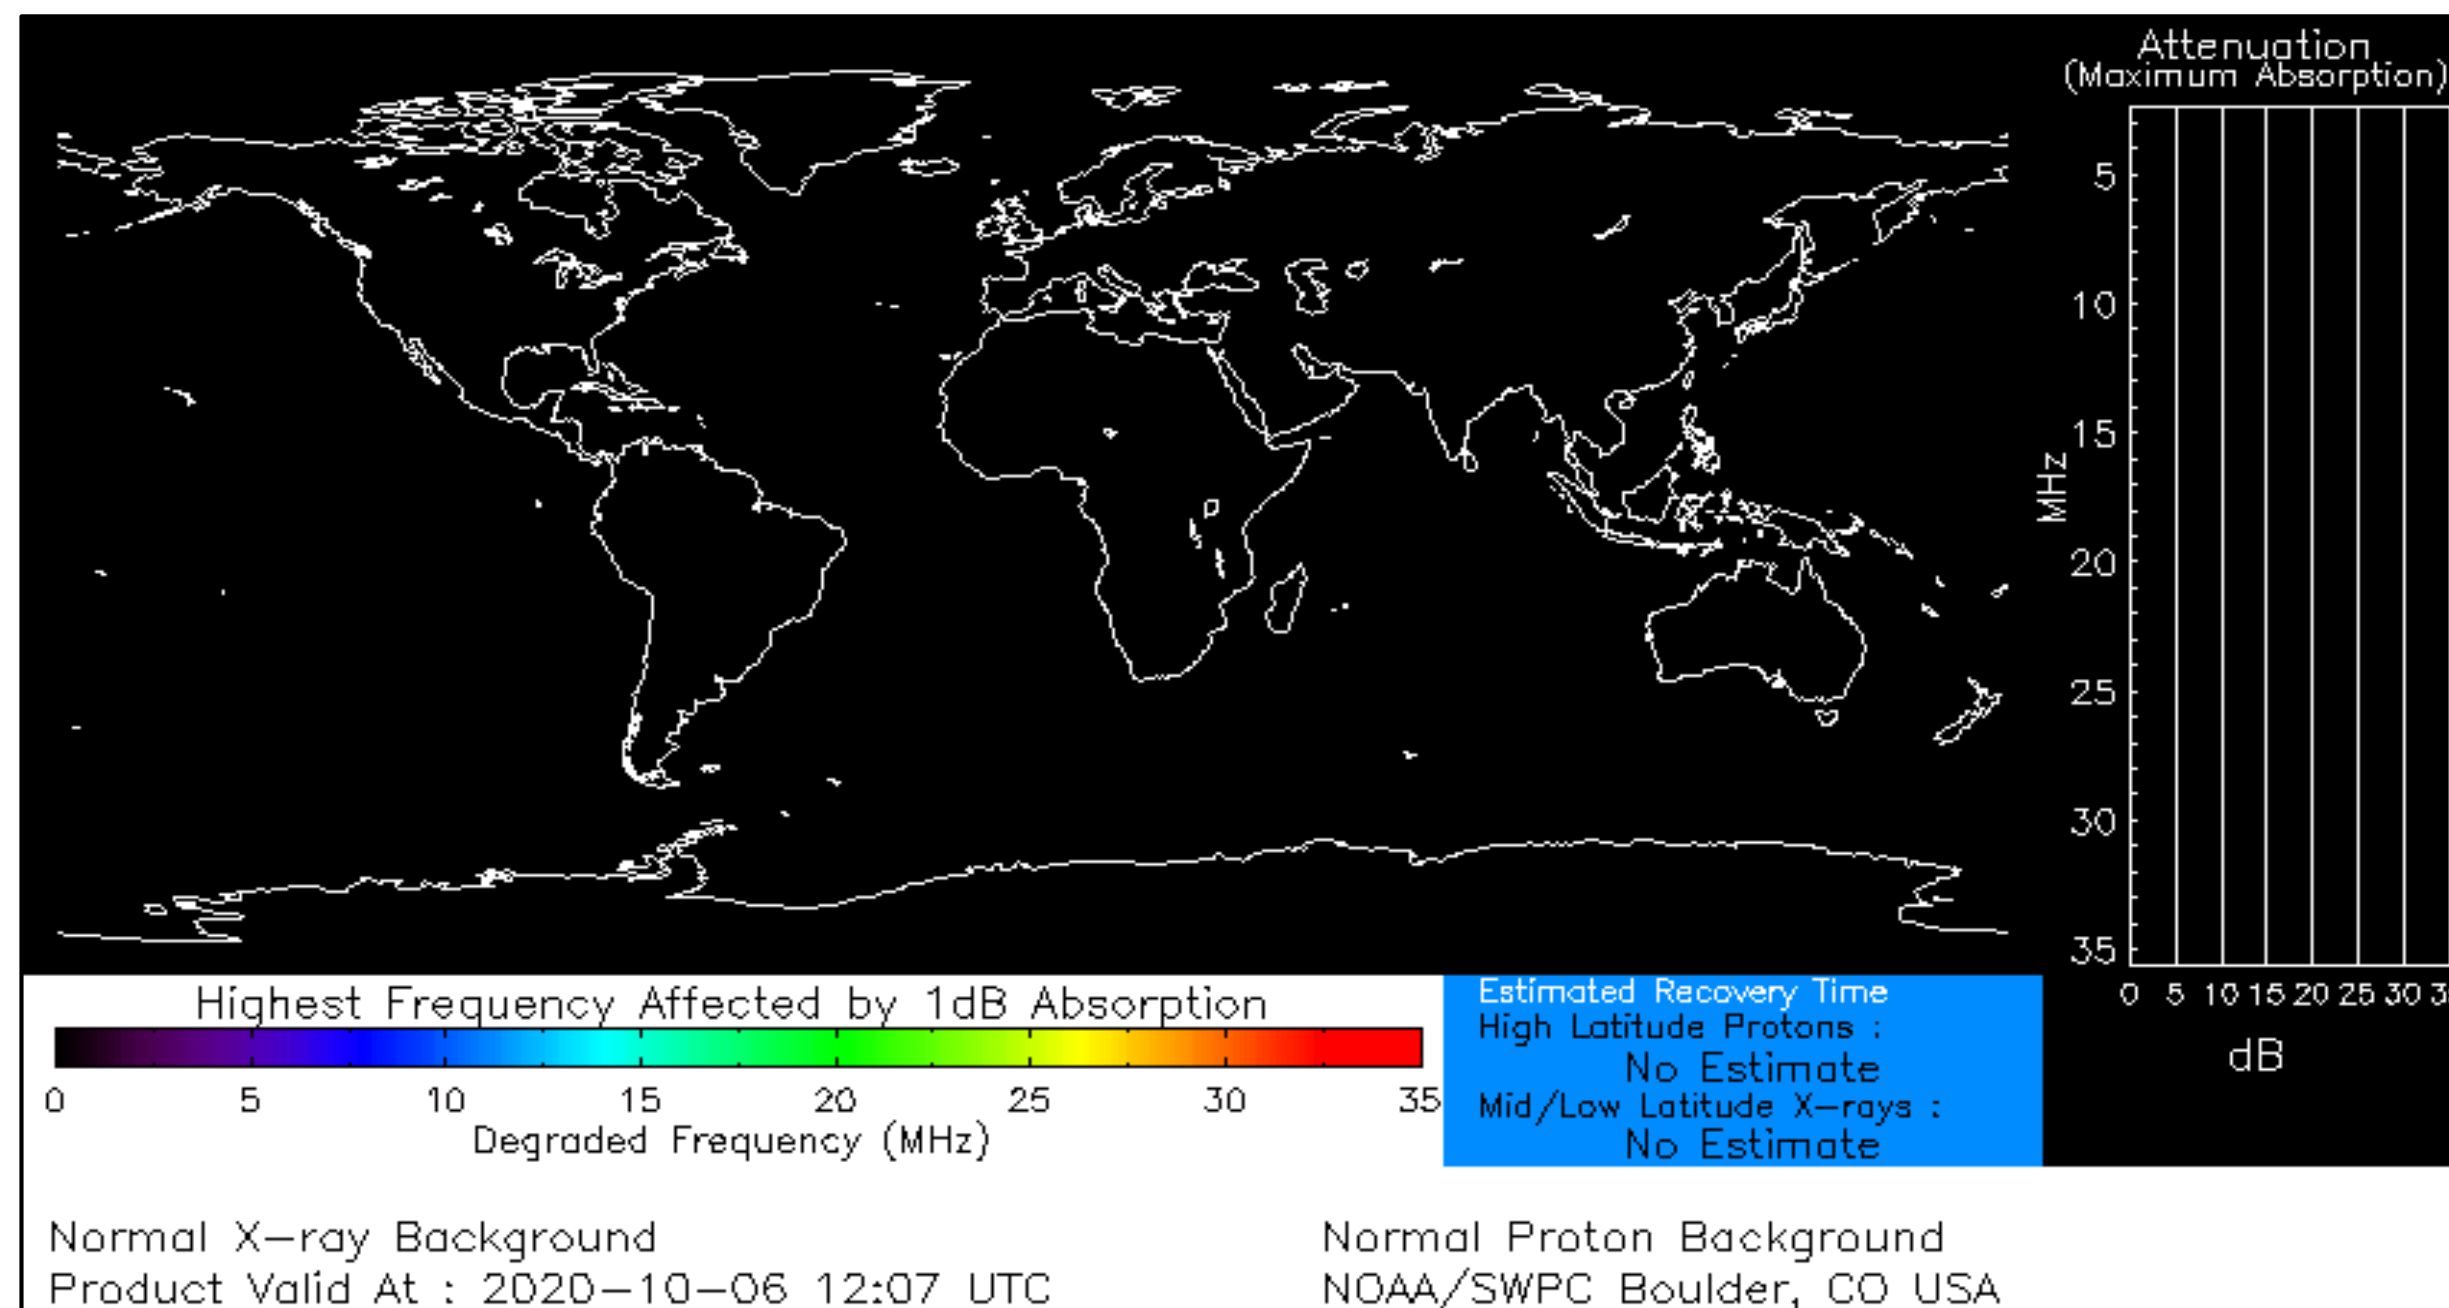 Attenuation
(Maximum Absorption)
5
10
15
20
25
30
35
MHz
0 5 10 15 20 25 30
dB
Highest Frequency Affected by 1dB Absorption
0 5 10 15 20 25 30 35
Degraded Frequency (MHz)
Estimated Recovery Time
High Latitude Protons :
No Estimate
Mid/Low Latitude X-rays :
No Estimate
Normal X-ray Background
Normal Proton Background
Product Valid At : 2020-10-06 12:07 UTC
NOAA/SWPC Boulder, CO USA